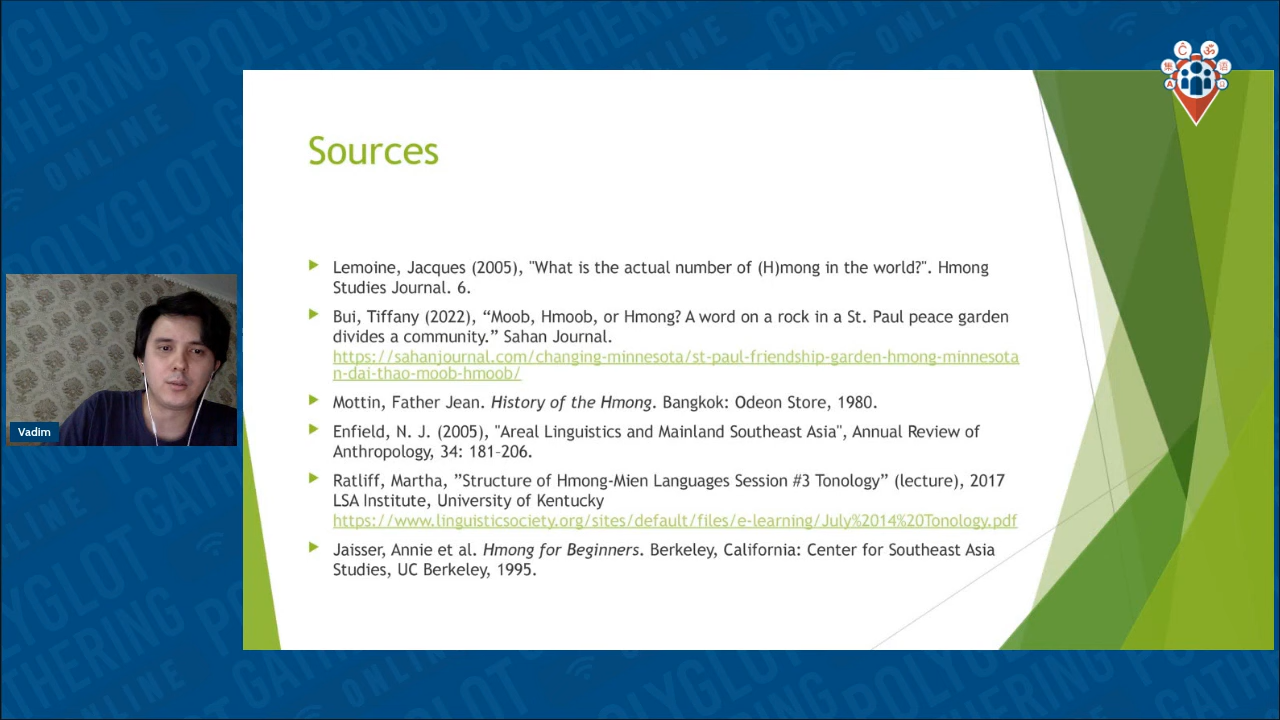 Sources
Lemoine, Jacques (2005), "What is the actual number of (H)mong in the world?". Hmong
Studies Journal. 6.
Bui, Tiffany (2022), “Moob, Hmoob, or Hmong? A word on a rock in a St. Paul peace garden
divides a community.” Sahan Journal.
https://sahanjournal.com/changing-minnesota/st-paul-friendship-garden-hmong-minnesota
n-dai-thao-moob-hmoob/
Mottin, Father Jean. History of the Hmong. Bangkok: Odeon Store, 1980.
Enfield, N. J. (2005), "Areal Linguistics and Mainland Southeast Asia", Annual Review of
Anthropology, 34: 181–206.
Ratliff, Martha, ”Structure of Hmong-Mien Languages Session #3 Tonology” (lecture), 2017
LSA Institute, University of Kentucky
https://www.linguisticsociety.org/sites/default/files/e-learning/July%2014%20Tonology.pdf
Jaisser, Annie et al. Hmong for Beginners. Berkeley, California: Center for Southeast Asia
Studies, UC Berkeley, 1995.
Vadim
POLYGLOT
GATHERING
ONLINE
Ĉ
ॐ
集
语
A